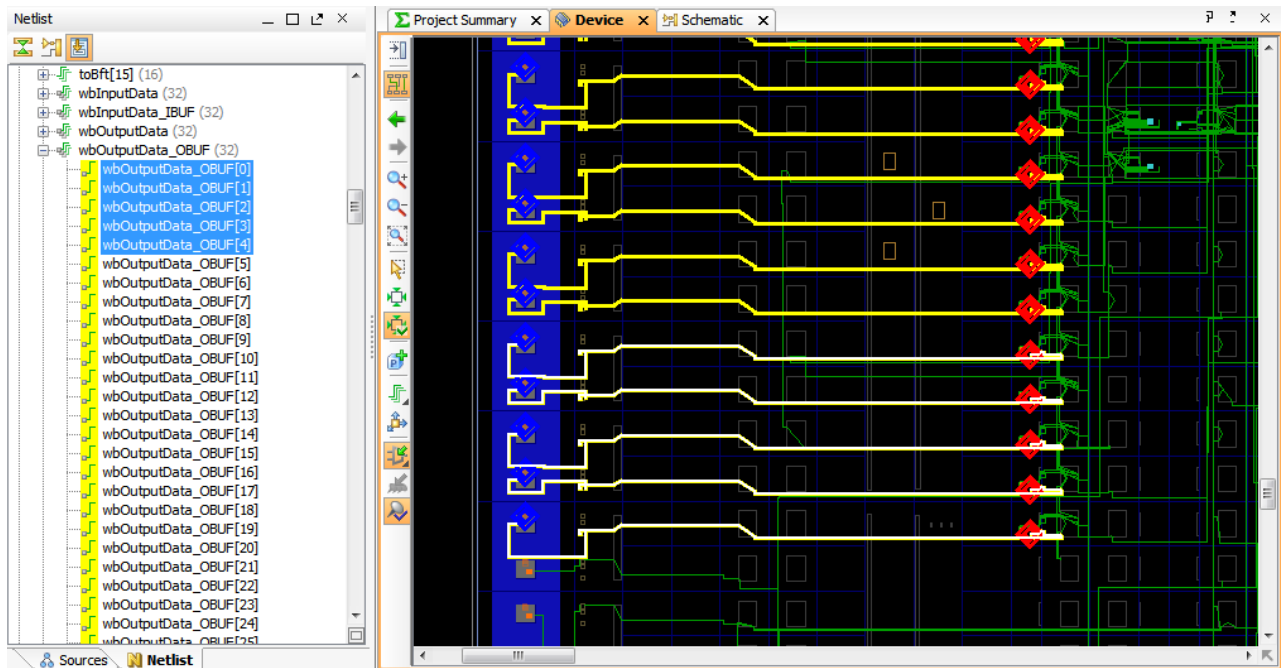 Netlist
toBft[15] (16)
wbInputData (32)
wbInputData_IBUF (32)
wbOutputData (32)
wbOutputData_OBUF (32)
wbOutputData_OBUF[0]
wbOutputData_OBUF[1]
wbOutputData_OBUF[2]
wbOutputData_OBUF[3]
wbOutputData_OBUF[4]
wbOutputData_OBUF[5]
wbOutputData_OBUF[6]
wbOutputData_OBUF[7]
wbOutputData_OBUF[8]
wbOutputData_OBUF[9]
wbOutputData_OBUF[10]
wbOutputData_OBUF[11]
wbOutputData_OBUF[12]
wbOutputData_OBUF[13]
wbOutputData_OBUF[14]
wbOutputData_OBUF[15]
wbOutputData_OBUF[16]
wbOutputData_OBUF[17]
wbOutputData_OBUF[18]
wbOutputData_OBUF[19]
wbOutputData_OBUF[20]
wbOutputData_OBUF[21]
wbOutputData_OBUF[22]
wbOutputData_OBUF[23]
wbOutputData_OBUF[24]
wbOutputData_OBUF[25]
Sources Netlist
Project Summary Device Schematic